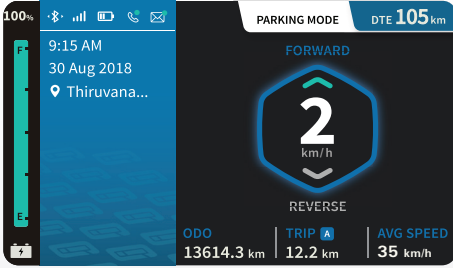 100%
F
E
9:15 AM
30 Aug 2018
Thiruvana...
PARKING MODE
DTE 105 km
FORWARD
2
km/h
REVERSE
ODO
13614.3 km
TRIP A
12.2 km
AVG SPEED
35 km/h